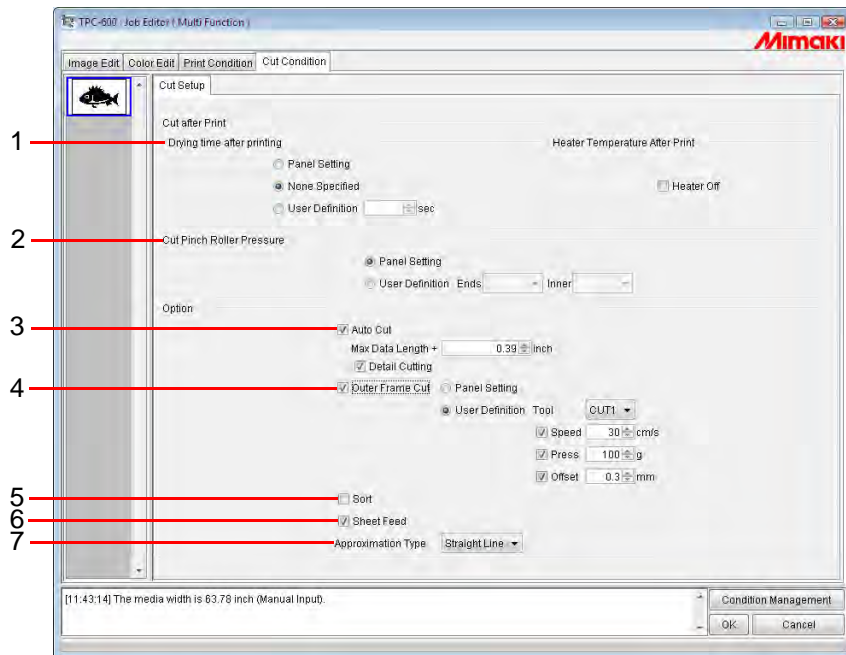 TPC-600 : Job Editor ( Multi Function )
Mimaki
Image Edit Color Edit Print Condition Cut Condition
Cut Setup
Cut after Print
1 Drying time after printing Heater Temperature After Print
Panel Setting
None Specified Heater Off
User Definition sec
2 Cut Pinch Roller Pressure
Panel Setting
User Definition Ends Inner
Option
3 Auto Cut
Max Data Length + 0.39 inch
Detail Cutting
4 Outer Frame Cut Panel Setting
User Definition Tool CUT1
Speed 30 cm/s
Press 100 g
Offset 0.3 mm
5 Sort
6 Sheet Feed
7 Approximation Type Straight Line
[11:43:14] The media width is 63.78 inch (Manual Input).
Condition Management
OK Cancel